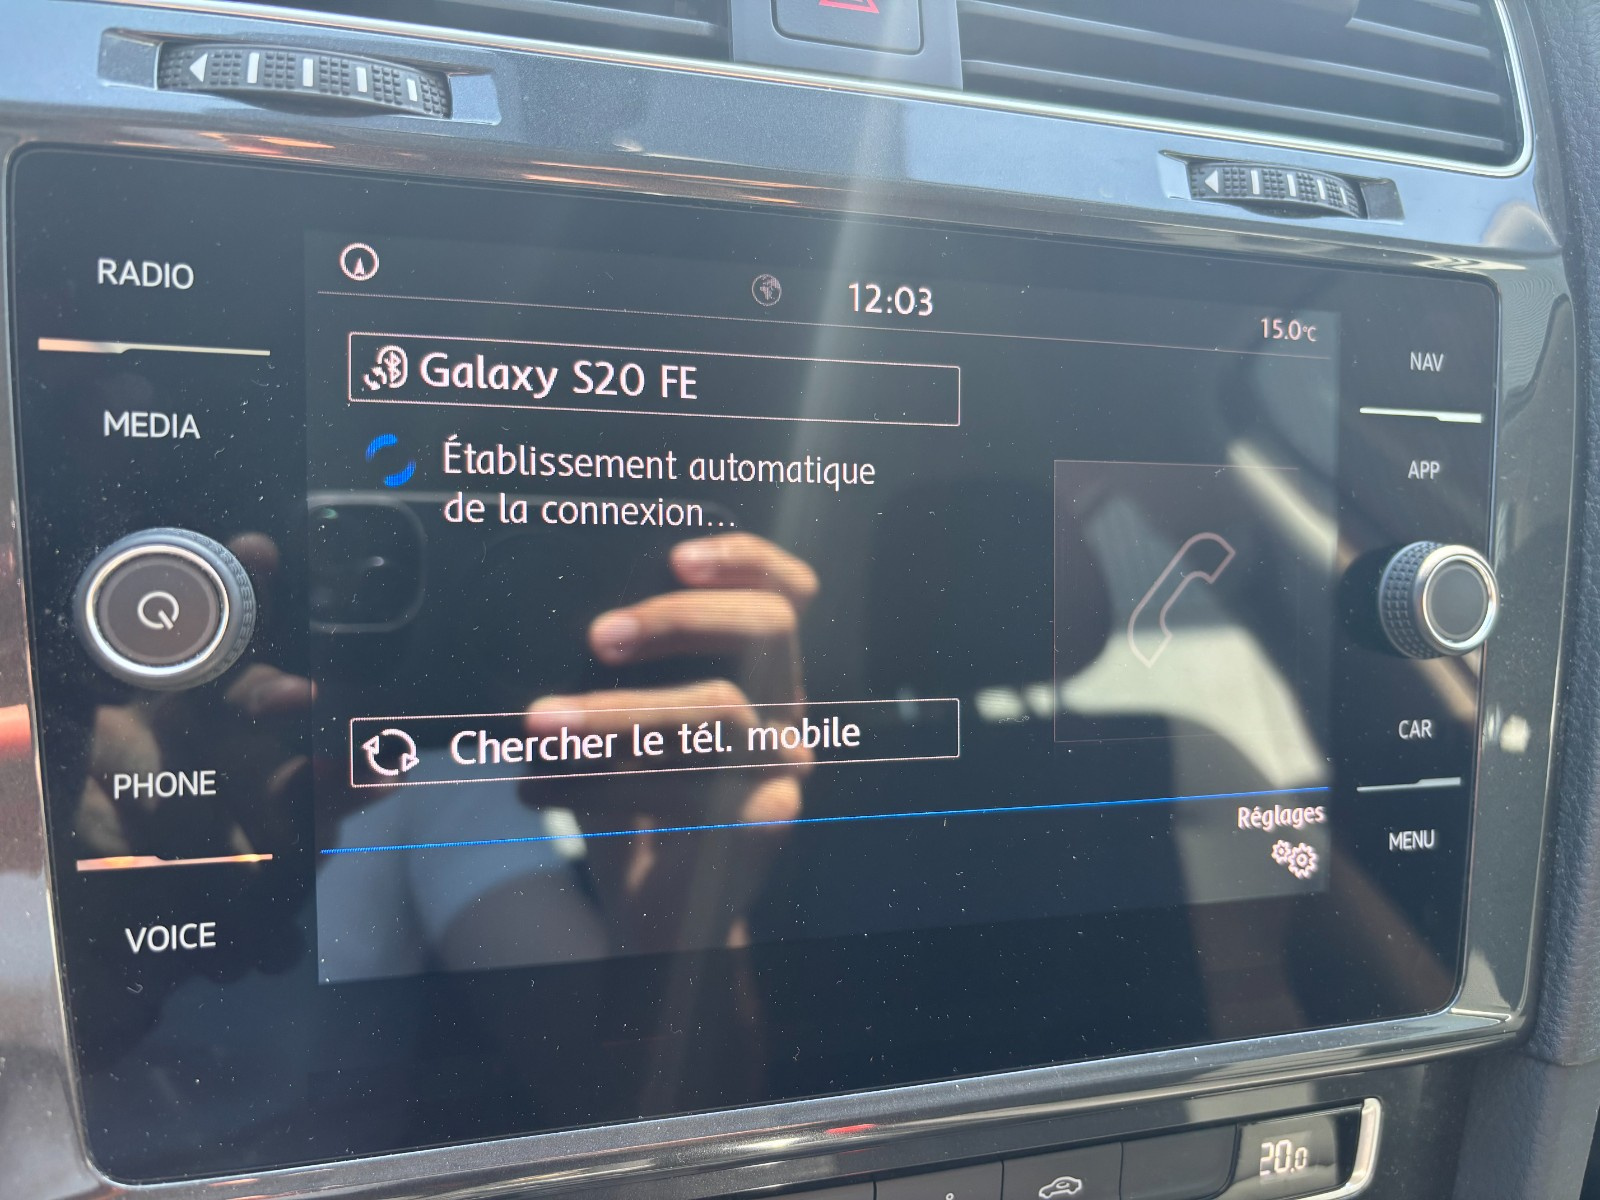 RADIO
MEDIA
PHONE
VOICE
12:03
15.0°C
Galaxy S20 FE
Établissement automatique
de la connexion...
Chercher le tél. mobile
Réglages
NAV
APP
CAR
MENU
20.0